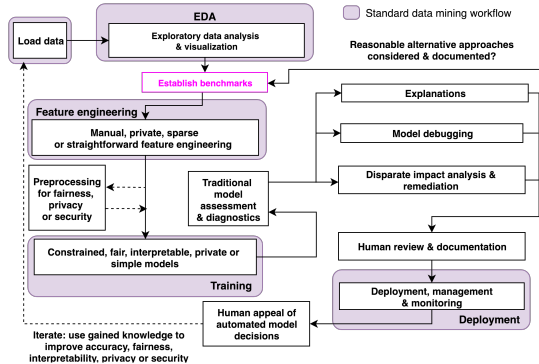 EDA
Standard data mining workflow
Load data
Exploratory data analysis
& visualization
Reasonable alternative approaches
considered & documented?
Establish benchmarks
Explanations
Feature engineering
Manual, private, sparse
or straightforward feature engineering
Model debugging
Preprocessing
for fairness,
privacy
or security
Traditional
model
assessment
& diagnostics
Disparate impact analysis &
remediation
Constrained, fair, interpretable, private or
simple models
Training
Human review & documentation
Deployment, management
& monitoring
Deployment
Human appeal of
automated model
decisions
Iterate: use gained knowledge to
improve accuracy, fairness,
interpretability, privacy or security